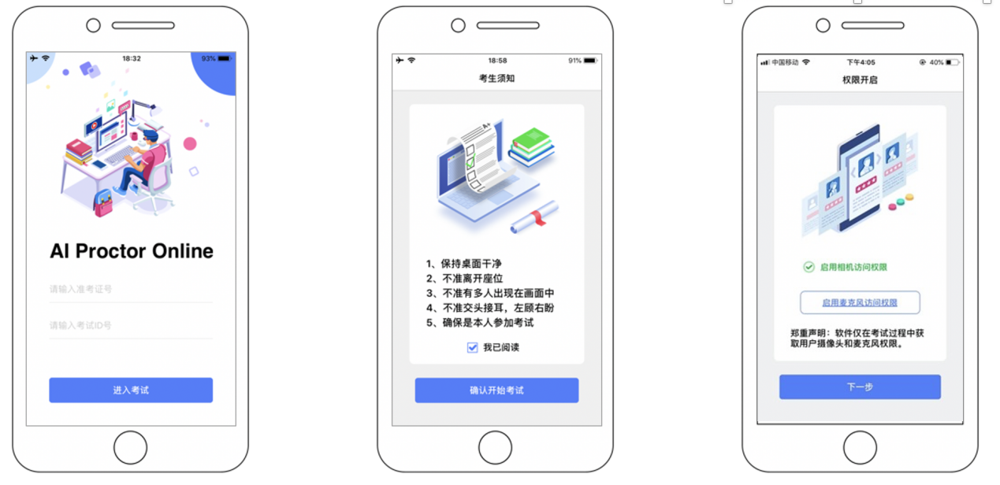 18:32
93%
AI Proctor Online
请输入准考证号
请输入考试ID号
进入考试
18:58
91%
考生须知
A+
1、保持桌面干净
2、不准离开座位
3、不准有多人出现在画面中
4、不准交头接耳，左顾右盼
5、确保是本人参加考试
我已阅读
确认开始考试
中国移动
下午4:05
40%
权限开启
启用相机访问权限
启用麦克风访问权限
郑重声明：软件仅在考试过程中获
取用户摄像头和麦克风权限。
下一步